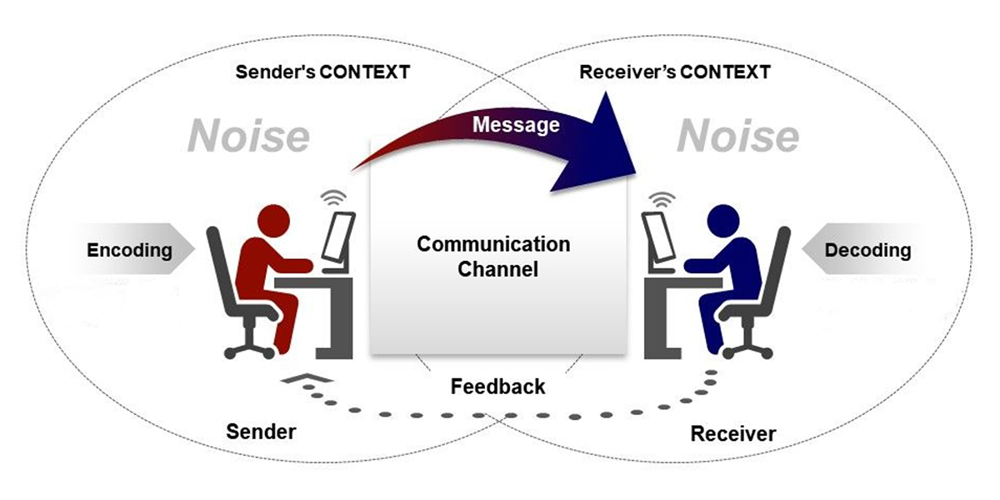 Sender's CONTEXT
Receiver’s CONTEXT
Noise
Message
Noise
Encoding
Communication
Channel
Decoding
Feedback
Sender
Receiver